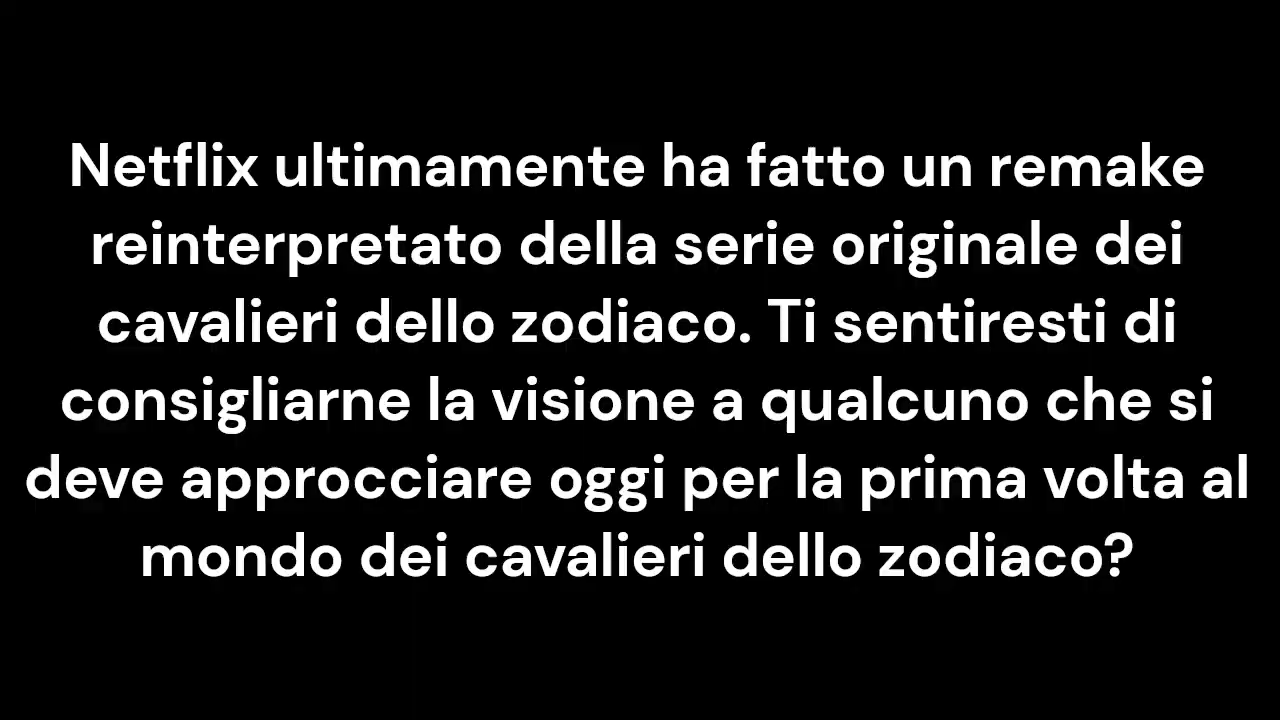 Netflix ultimamente ha fatto un remake
reinterpretato della serie originale dei
cavalieri dello zodiaco. Ti sentiresti di
consigliarne la visione a qualcuno che si
deve approcciare oggi per la prima volta al
mondo dei cavalieri dello zodiaco?